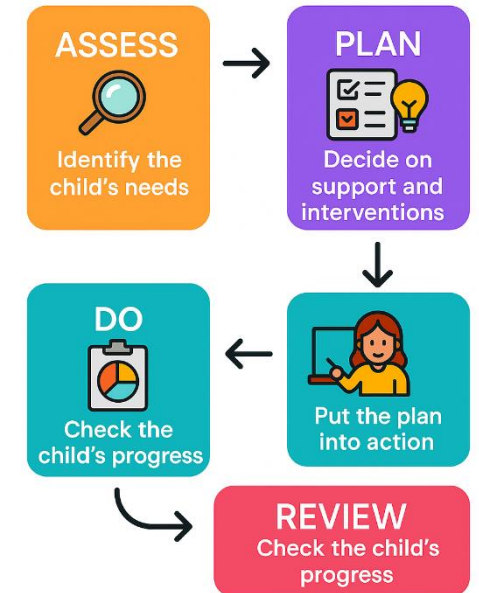 ASSESS
Identify the
child's needs
PLAN
Decide on
support and
interventions
Put the plan
into action
DO
Check the
child's progress
REVIEW
Check the child's
progress